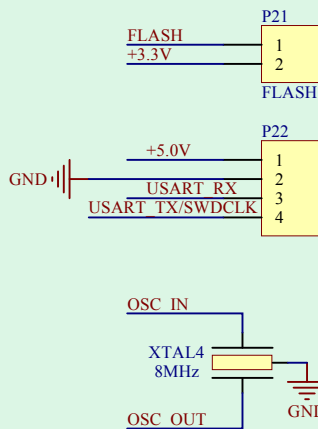 P21
FLASH 1
+3.3V 2
FLASH
P22
+5.0V 1
GND 2
USART_RX 3
USART_TX/SWDCLK 4
OSC_IN
XTAL4
8MHz
GND
OSC_OUT